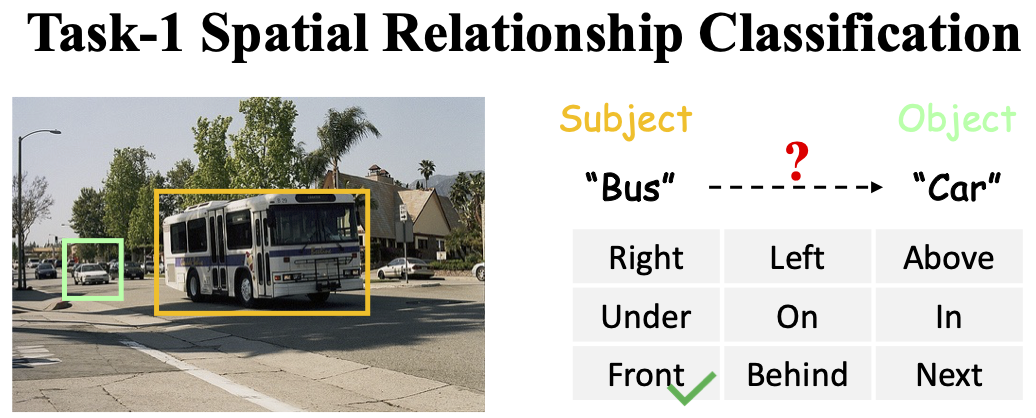 Task-1 Spatial Relationship Classification
Subject
Object
?
“Bus”
“Car”
Right
Left
Above
Under
On
In
Front
Behind
Next